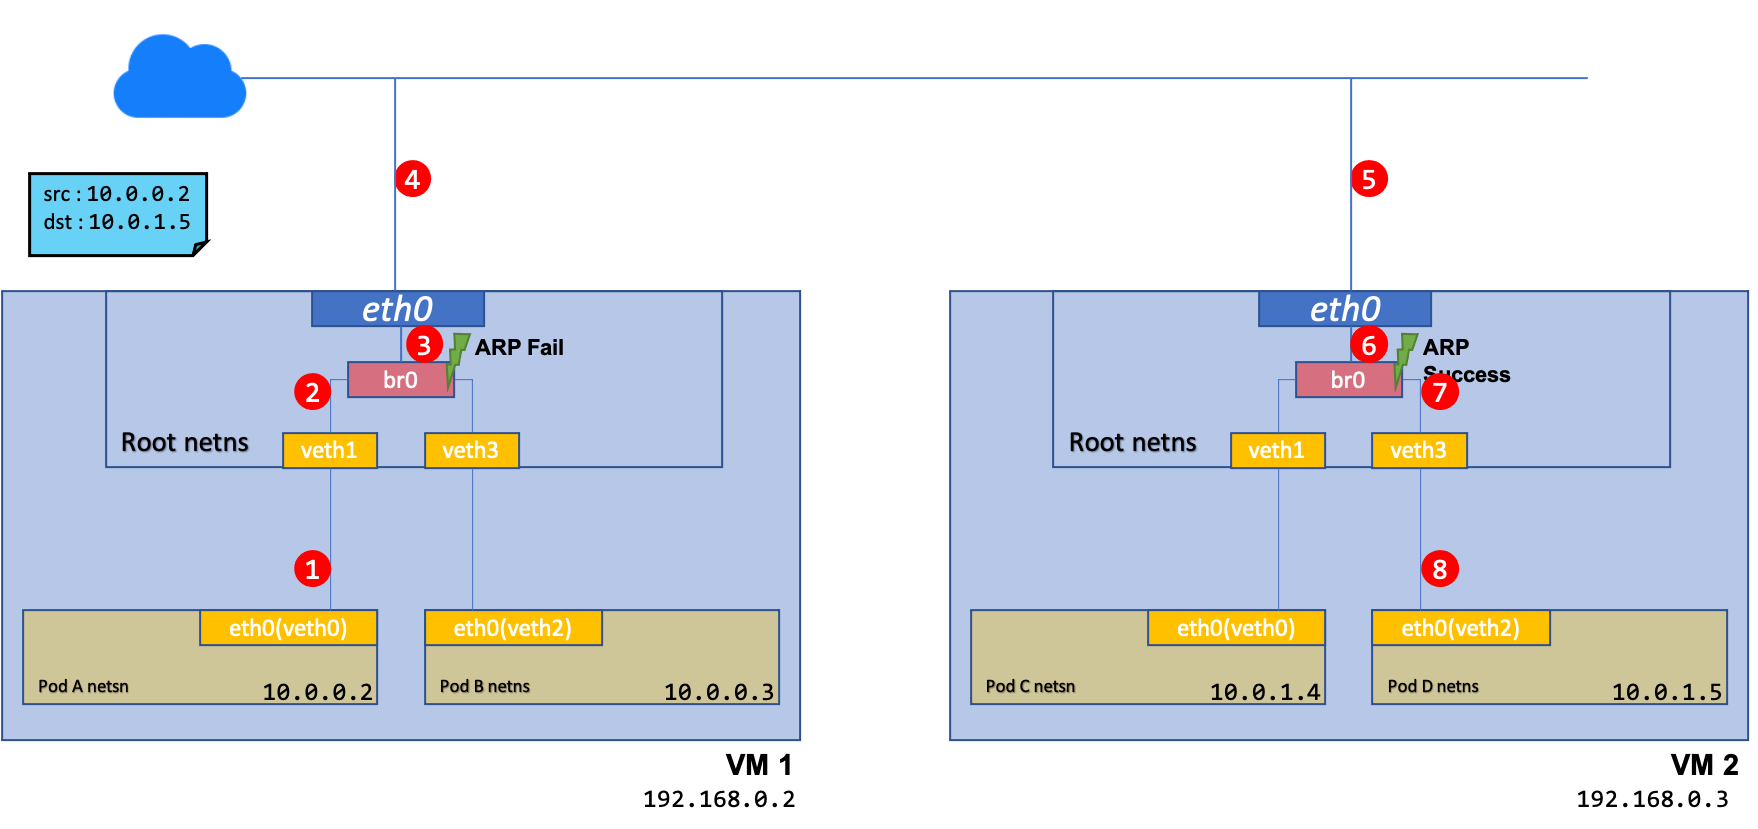 src : 10.0.0.2
dst : 10.0.1.5
4
5
eth0
3
ARP Fail
2
br0
Root netns
veth1
veth3
1
eth0(veth0)
eth0(veth2)
Pod A netsn
10.0.0.2
Pod B netns
10.0.0.3
VM 1
192.168.0.2
eth0
6
ARP
Success
br0
7
Root netns
veth1
veth3
8
eth0(veth0)
eth0(veth2)
Pod C netsn
10.0.1.4
Pod D netns
10.0.1.5
VM 2
192.168.0.3